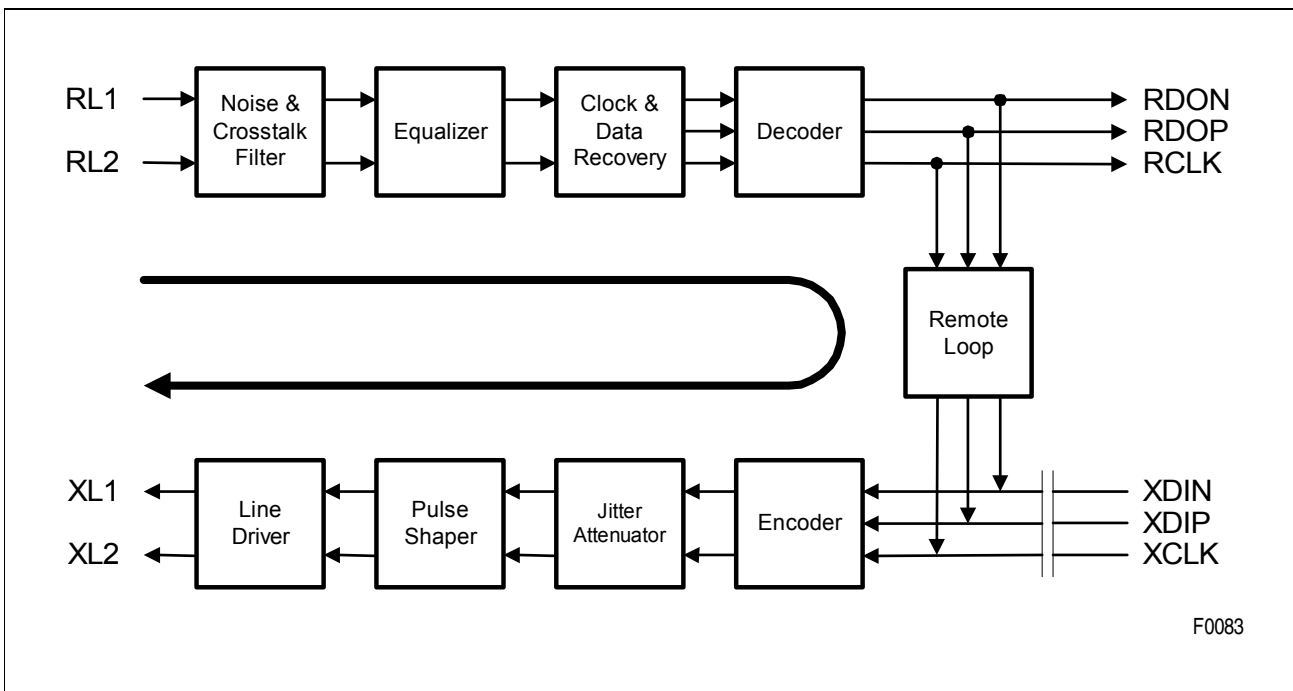 RL1
RL2
Noise &
Crosstalk
Filter
Equalizer
Clock &
Data
Recovery
Decoder
RDON
RDOP
RCLK
Remote
Loop
XL1
XL2
Line
Driver
Pulse
Shaper
Jitter
Attenuator
Encoder
XDIN
XDIP
XCLK
F0083